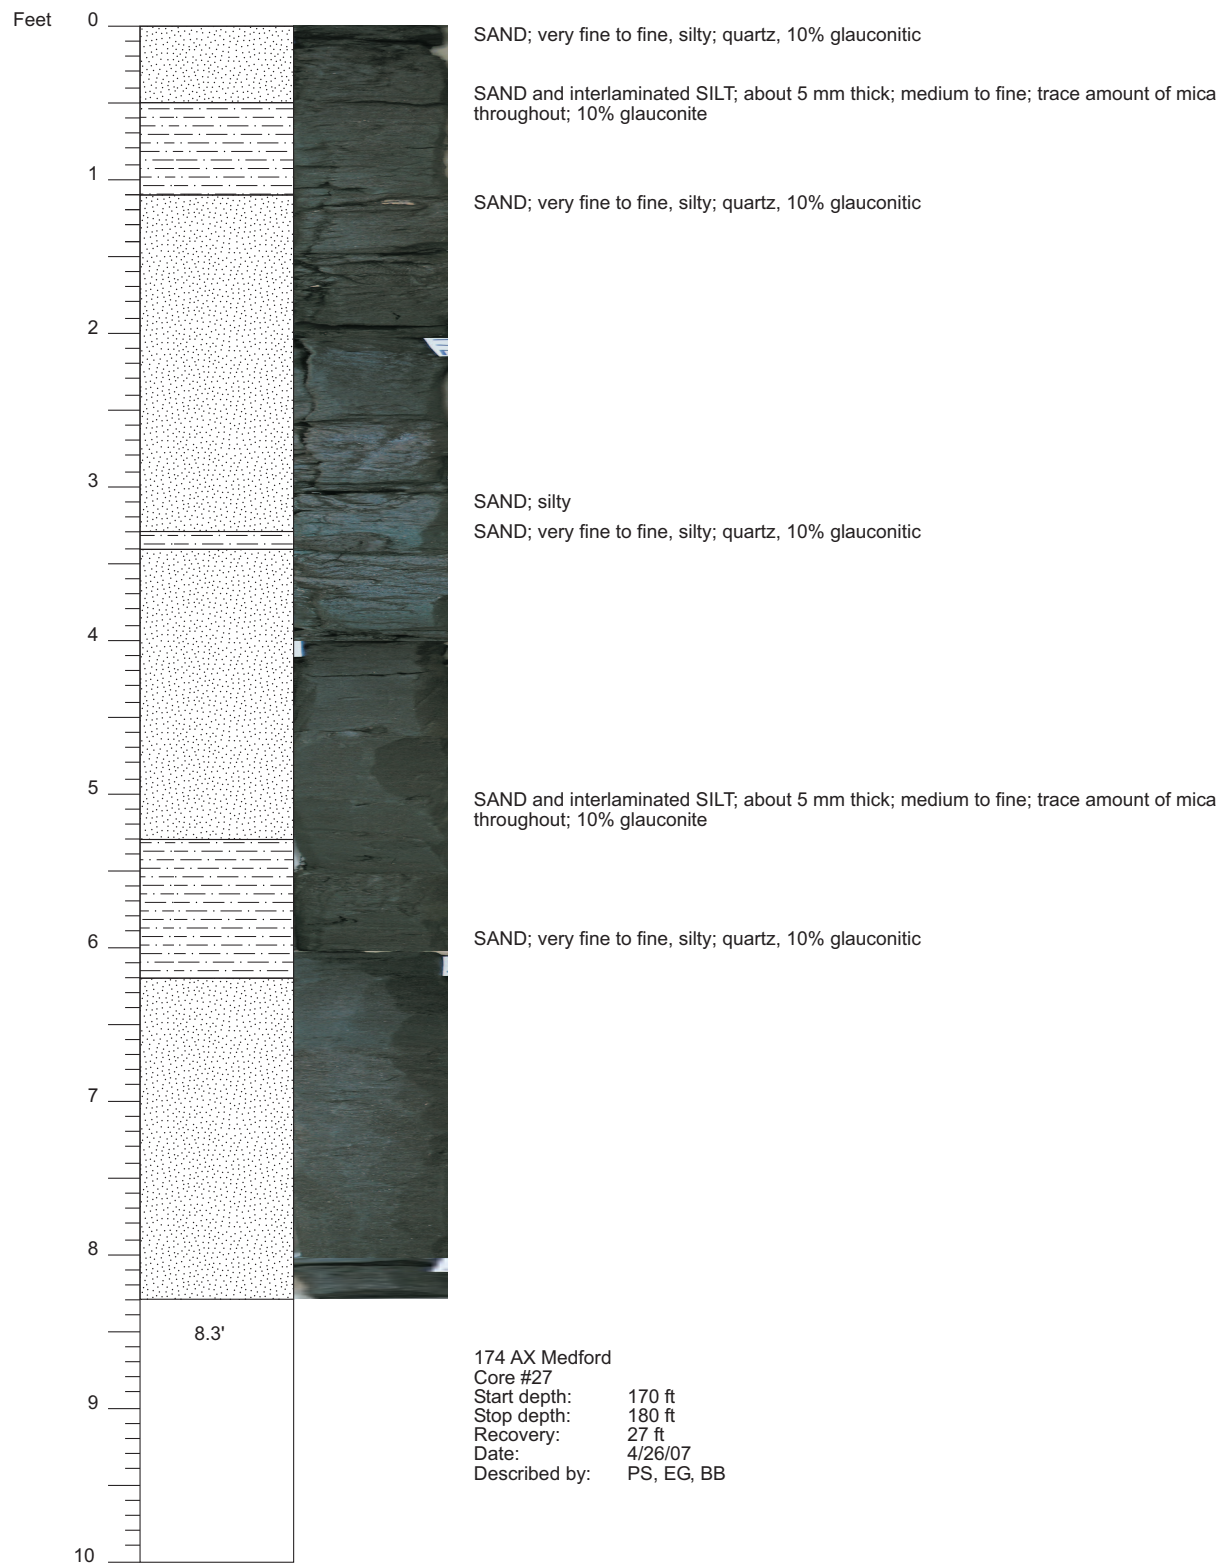 Feet 0
SAND; very fine to fine, silty; quartz, 10% glauconitic
SAND and interlaminated SILT; about 5 mm thick; medium to fine; trace amount of mica
throughout; 10% glauconite
1
SAND; very fine to fine, silty; quartz, 10% glauconitic
2
3
SAND; silty
SAND; very fine to fine, silty; quartz, 10% glauconitic
4
5
SAND and interlaminated SILT; about 5 mm thick; medium to fine; trace amount of mica
throughout; 10% glauconite
6
SAND; very fine to fine, silty; quartz, 10% glauconitic
7
8
8.3'
174 AX Medford
Core #27
Start depth: 170 ft
9
Stop depth: 180 ft
Recovery: 27 ft
Date: 4/26/07
Described by: PS, EG, BB
10